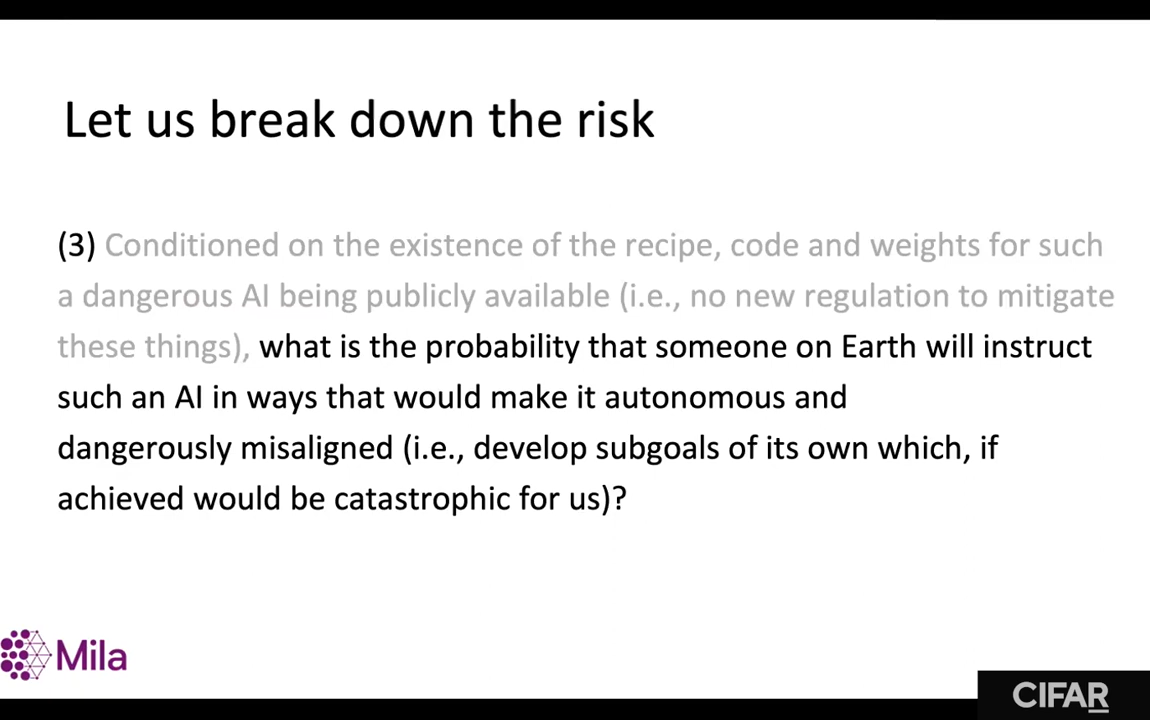 Let us break down the risk
(3) Conditioned on the existence of the recipe, code and weights for such
a dangerous AI being publicly available (i.e., no new regulation to mitigate
these things), what is the probability that someone on Earth will instruct
such an AI in ways that would make it autonomous and
dangerously misaligned (i.e., develop subgoals of its own which, if
achieved would be catastrophic for us)?
Mila
CIFAR